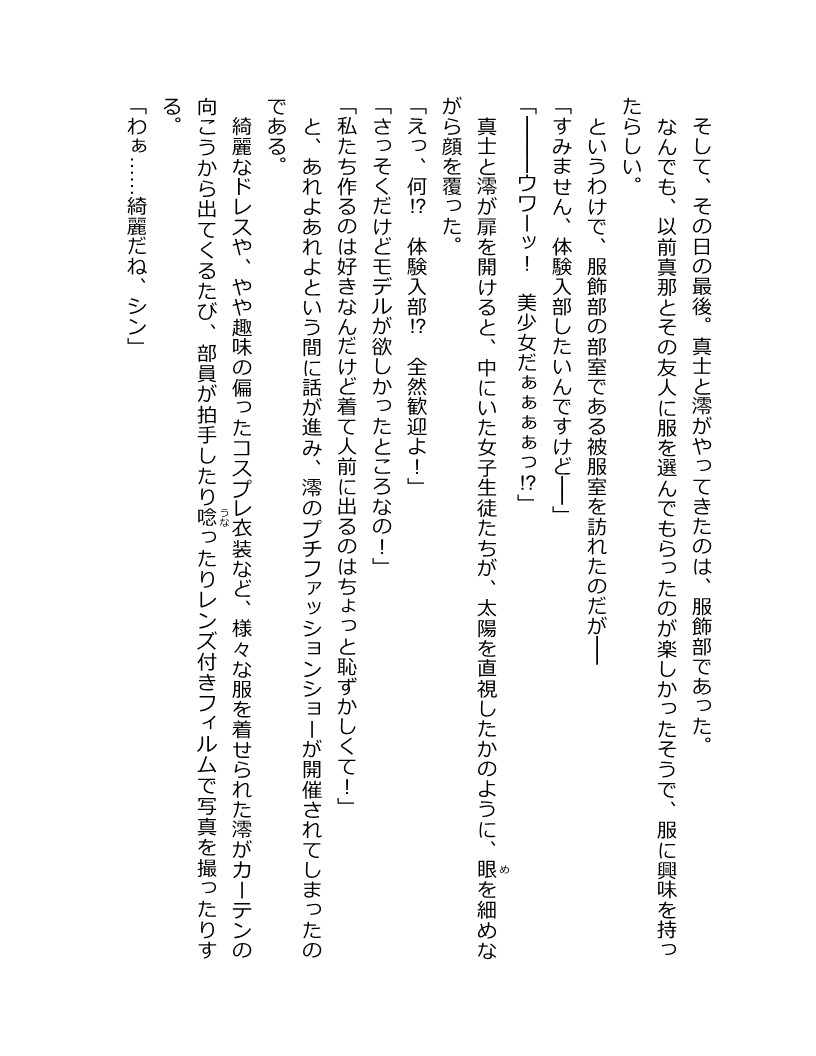 そして、その日の最後。真士と澪がやってきたのは、服飾部であった。
　なんでも、以前真那とその友人に服を選んでもらったのが楽しかったそうで、服に興味を持っ
たらしい。
　というわけで、服飾部の部室である被服室を訪れたのだが――
「すみません、体験入部したいんですけど――」
「――――ウワーッ！　美少女だぁぁぁぁっ⁉」
　真士と澪が扉を開けると、中にいた女子生徒たちが、太陽を直視したかのように、眼を細めな
がら顔を覆った。
「えっ、何⁉　体験入部⁉　全然歓迎よ！」
「さっそくだけどモデルが欲しかったところなの！」
「私たち作るのは好きなんだけど着て人前に出るのはちょっと恥ずかしくて！」
　と、あれよあれよという間に話が進み、澪のプチファッションショーが開催されてしまったの
である。
　綺麗なドレスや、やや趣味の偏ったコスプレ衣装など、様々な服を着せられた澪がカーテンの
向こうから出てくるたび、部員が拍手したり唸ったりレンズ付きフィルムで写真を撮ったりす
る。
「わぁ……綺麗だね、シン」
め
うな